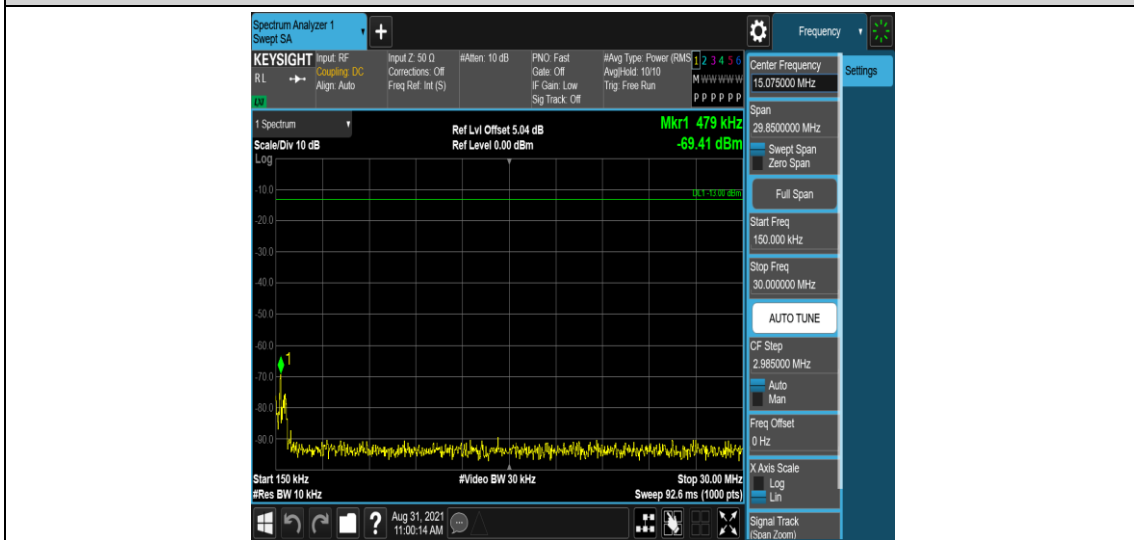 Spectrum Analyzer 1
Swept SA
+
Frequency
KEYSIGHT
RL
Input: RF
Coupling: DC
Align: Auto
Input Z: 50 Ω
Corrections: Off
Freq Ref: Int (S)
#Atten: 10 dB
PNO: Fast
Gate: Off
IF Gain: Low
Sig Track: Off
#Avg Type: Power (RMS
Avg|Hold: 10/10
Trig: Free Run
1 2 3 4 5 6
M W W W W W
P P P P P P
1 Spectrum
Scale/Div 10 dB
Log
Ref Lvl Offset 5.04 dB
Ref Level 0.00 dBm
Mkr1 479 kHz
-69.41 dBm
DL1 -13.00 dBm
-10.0
-20.0
-30.0
-40.0
-50.0
-60.0
-70.0
-80.0
-90.0
1
Start 150 kHz
#Res BW 10 kHz
#Video BW 30 kHz
Stop 30.00 MHz
Sweep 92.6 ms (1000 pts)
Aug 31, 2021
11:00:14 AM
?
Center Frequency
15.075000 MHz
Settings
Span
29.8500000 MHz
Swept Span
Zero Span
Full Span
Start Freq
150.000 kHz
Stop Freq
30.000000 MHz
AUTO TUNE
CF Step
2.985000 MHz
Auto
Man
Freq Offset
0 Hz
X Axis Scale
Log
Lin
Signal Track
(Span Zoom)